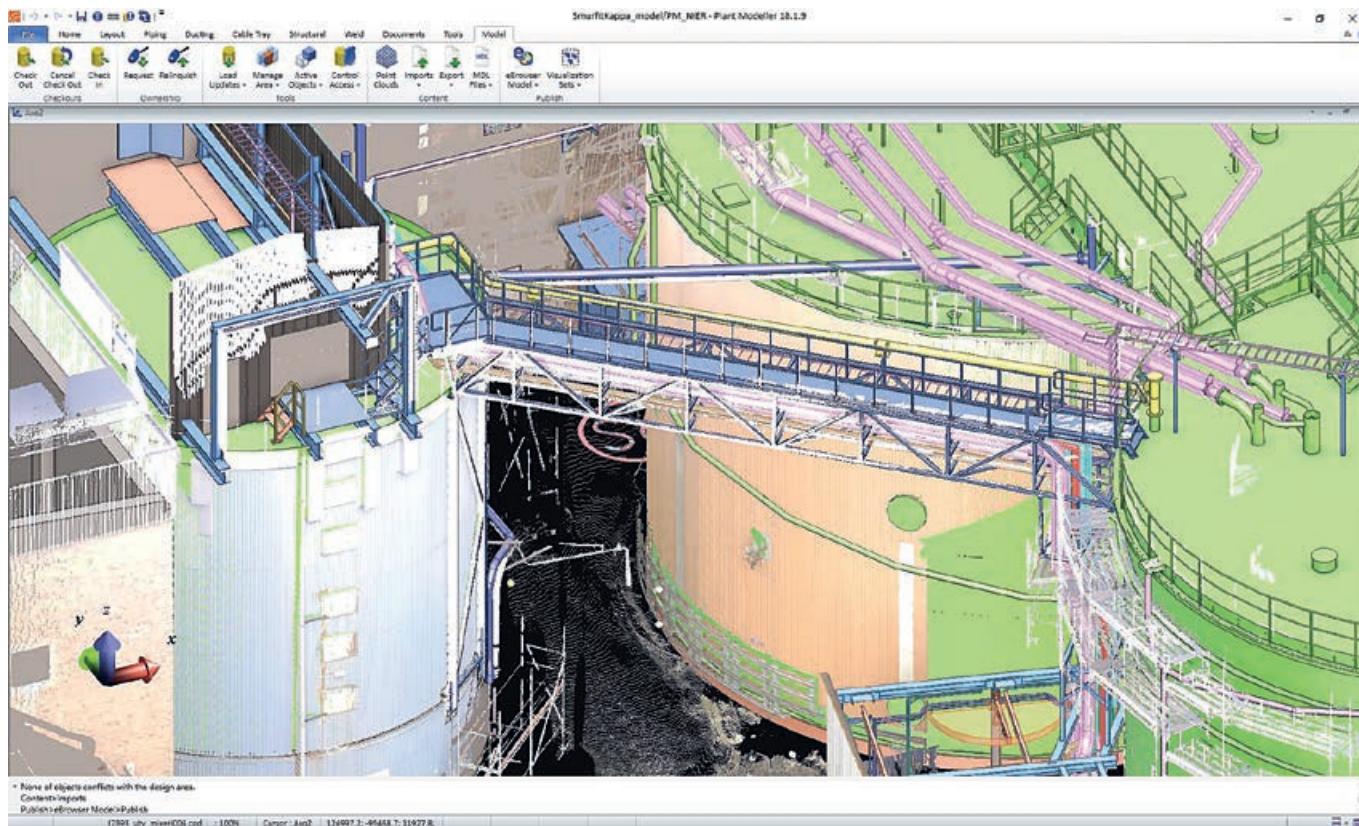 SmurfitKappa_model/PM_NIER - Plant Modeller 18.1.9
File Home Layout Piping Ducting Cable Tray Structural Weld Documents Tools Model
Check Out Cancel Check Out Check In Request Relinquish Load Updates Manage Area Active Objects Control Access Point Clouds Imports Export MDL Files eBrowser Model Visualization Sets
Checkouts Ownership Tools Content Publish
Axo2
z
y
x
None of objects conflicts with the design area.
Content>Imports
Publish>eBrowser Model>Publish
: 100% Cursor : Axo2